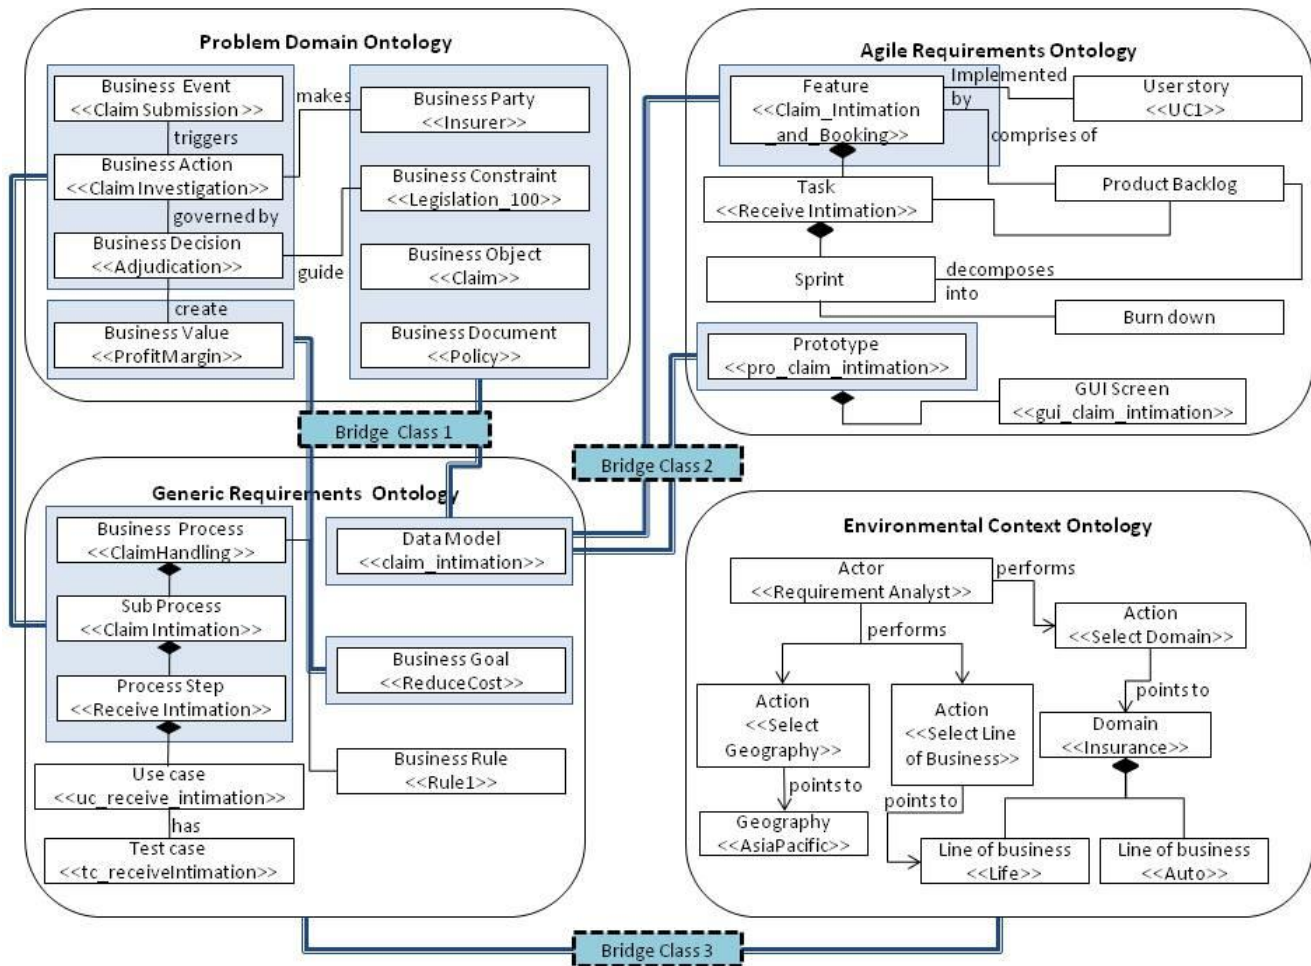 Problem Domain Ontology
Business Event
<<Claim Submission >>
triggers
Business Action
<<Claim Investigation>>
governed by
Business Decision
<<Adjudication>>
create
Business Value
<<ProfitMargin>>
makes
guide
Business Party
<<Insurer>>
Business Constraint
<<Legislation_100>>
Business Object
<<Claim>>
Business Document
<<Policy>>
Agile Requirements Ontology
Feature
<<Claim_Intimation
_and_Booking>>
Implemented
by
User story
<<UC1>>
comprises of
Task
<<Receive Intimation>>
Product Backlog
Sprint
decomposes
into
Burn down
Prototype
<<pro_claim_intimation>>
GUI Screen
<<gui_claim_intimation>>
Bridge Class 1
Bridge Class 2
Generic Requirements Ontology
Business Process
<<ClaimHandling>>
Sub Process
<<Claim Intimation>>
Process Step
<<Receive Intimation>>
Use case
<<uc_receive_intimation>>
has
Test case
<<tc_receiveIntimation>>
Data Model
<<claim_intimation>>
Business Goal
<<ReduceCost>>
Business Rule
<<Rule1>>
Environmental Context Ontology
Actor
<<Requirement Analyst>>
performs
performs
Action
<<Select Domain>>
points to
Action
<<Select
Geography>>
Action
<<Select Line
of Business>>
Domain
<<Insurance>>
points to
points to
Geography
<<AsiaPacific>>
Line of business
<<Life>>
Line of business
<<Auto>>
Bridge Class 3